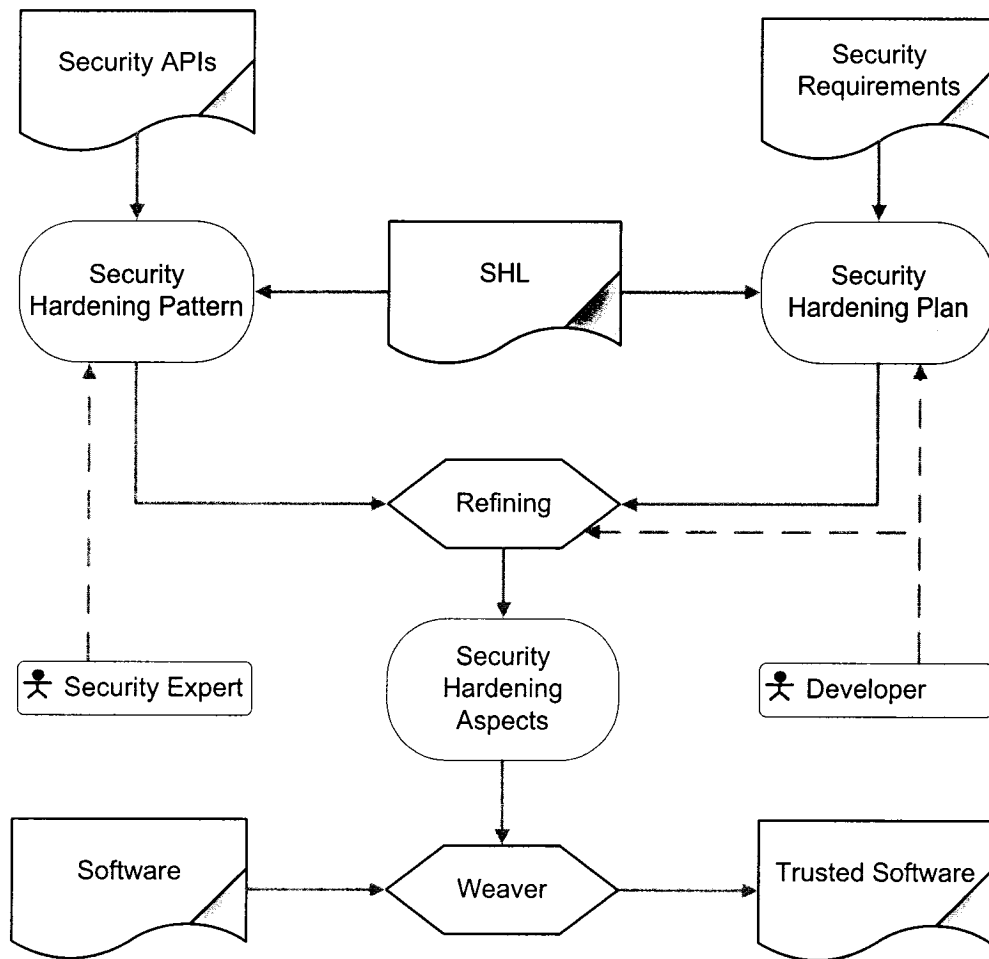 Security APIs
Security
Requirements
Security
Hardening Pattern
SHL
Security
Hardening Plan
Refining
Security Expert
Security
Hardening
Aspects
Developer
Software
Weaver
Trusted Software